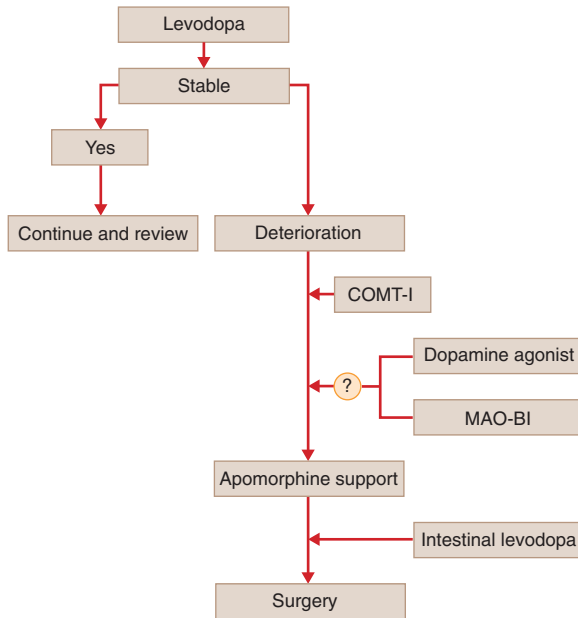 Levodopa
Stable
Yes
Continue and review
Deterioration
COMT-I
Dopamine agonist
?
MAO-BI
Apomorphine support
Intestinal levodopa
Surgery